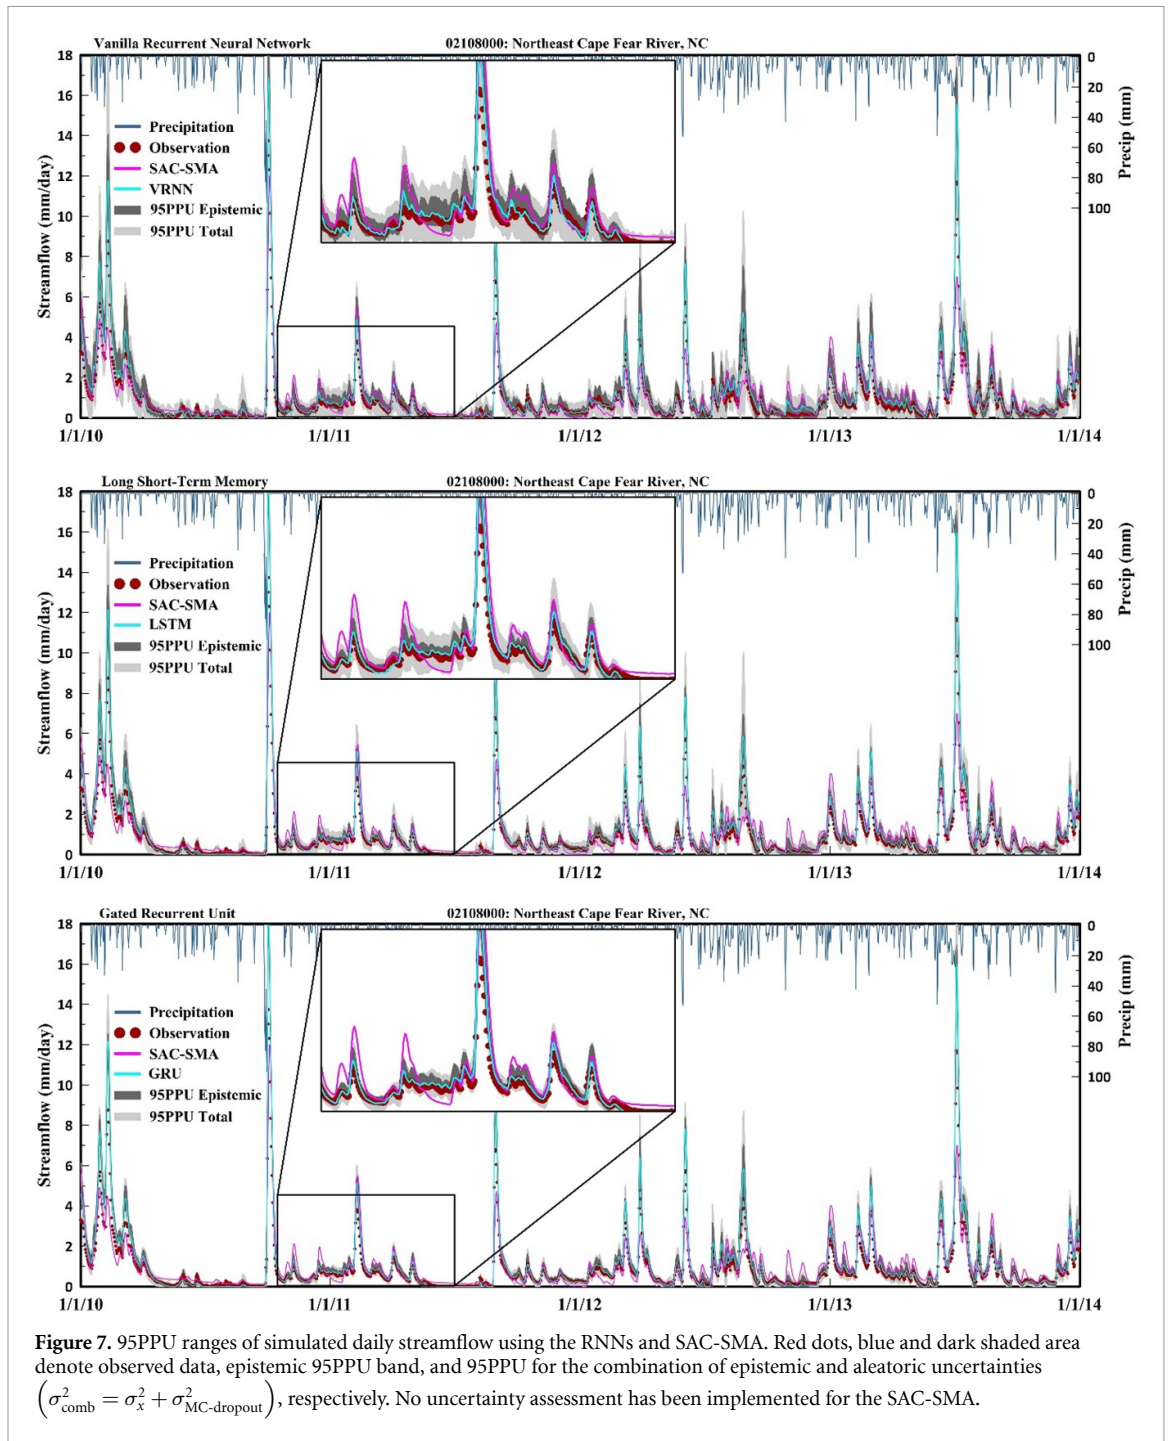 Vanilla Recurrent Neural Network 02108000: Northeast Cape Fear River, NC
18 0
16 20
14 40
12 60
10 80
8 100
6
4
2
0
Precipitation
Observation
SAC-SMA
VRNN
95PPU Epistemic
95PPU Total
Streamflow (mm/day)
Precip (mm)
1/1/10 1/1/11 1/1/12 1/1/13 1/1/14
Long Short-Term Memory 02108000: Northeast Cape Fear River, NC
18 0
16 20
14 40
12 60
10 80
8 100
6
4
2
0
Precipitation
Observation
SAC-SMA
LSTM
95PPU Epistemic
95PPU Total
Streamflow (mm/day)
Precip (mm)
1/1/10 1/1/11 1/1/12 1/1/13 1/1/14
Gated Recurrent Unit 02108000: Northeast Cape Fear River, NC
18 0
16 20
14 40
12 60
10 80
8 100
6
4
2
0
Precipitation
Observation
SAC-SMA
GRU
95PPU Epistemic
95PPU Total
Streamflow (mm/day)
Precip (mm)
1/1/10 1/1/11 1/1/12 1/1/13 1/1/14
Figure 7. 95PPU ranges of simulated daily streamflow using the RNNs and SAC-SMA. Red dots, blue and dark shaded area
denote observed data, epistemic 95PPU band, and 95PPU for the combination of epistemic and aleatoric uncertainties
(σ²comb = σ²x + σ²MC-dropout), respectively. No uncertainty assessment has been implemented for the SAC-SMA.